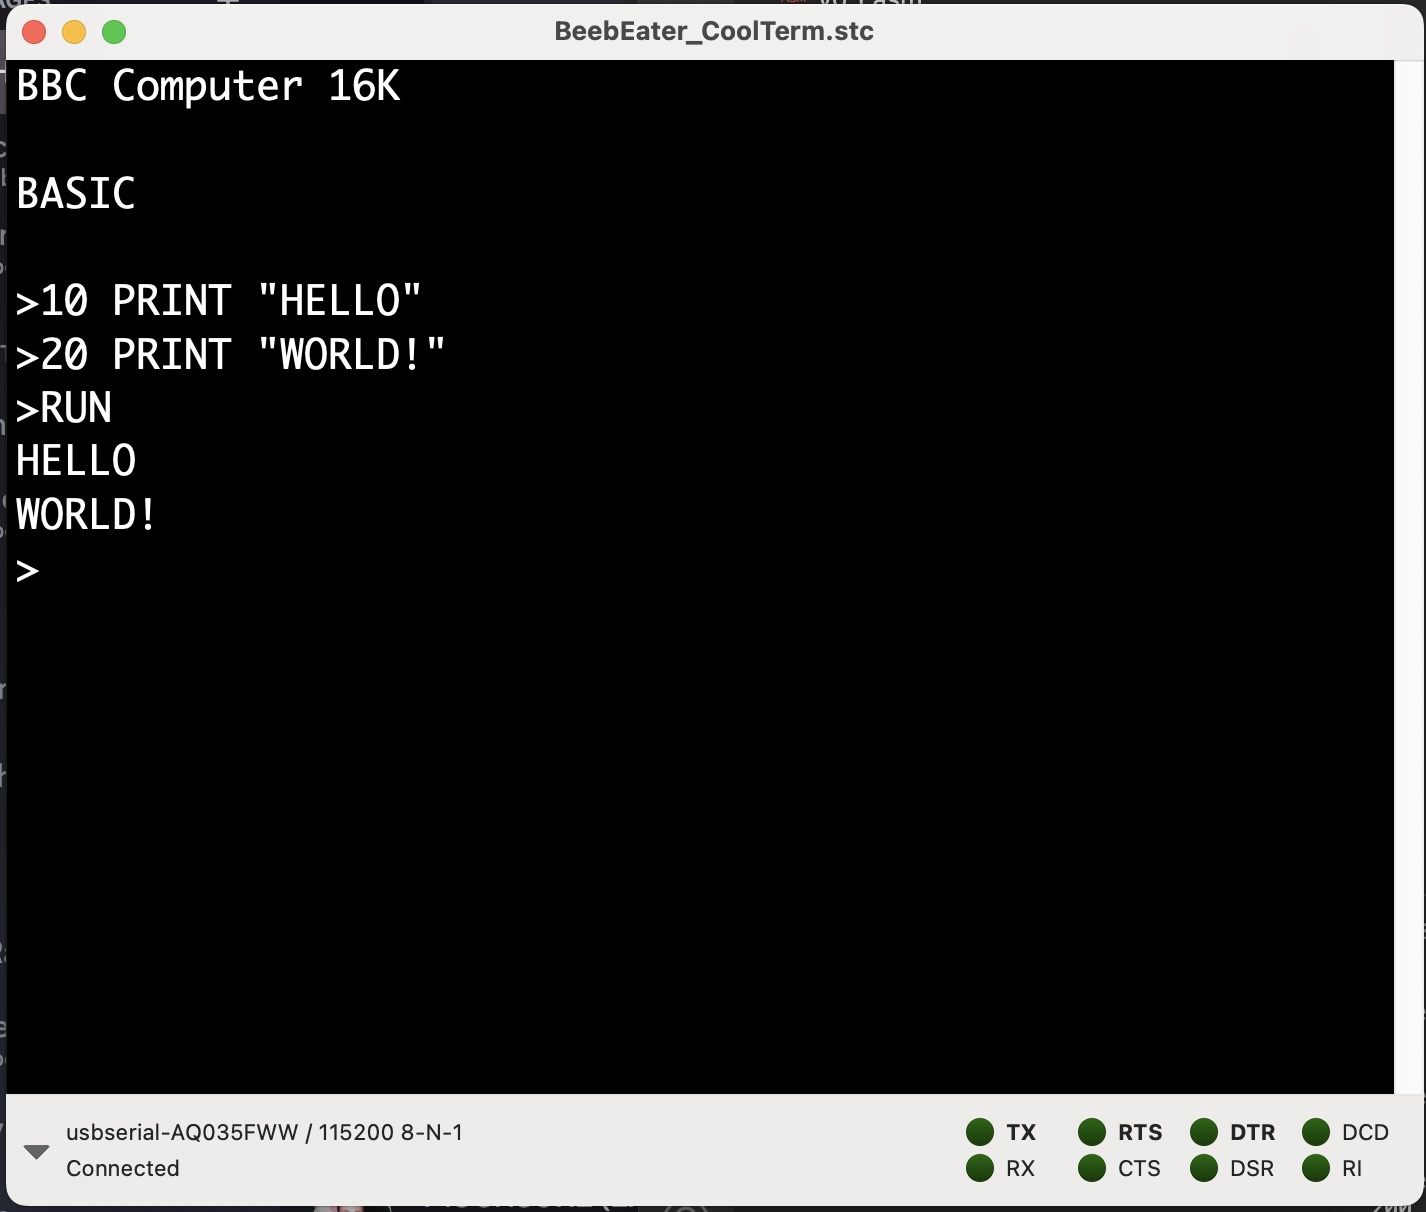 BeebEater_CoolTerm.stc
BBC Computer 16K
BASIC
>10 PRINT "HELLO"
>20 PRINT "WORLD!"
>RUN
HELLO
WORLD!
>
usbserial-AQ035FWW / 115200 8-N-1
Connected
TX RTS DTR DCD
RX CTS DSR RI